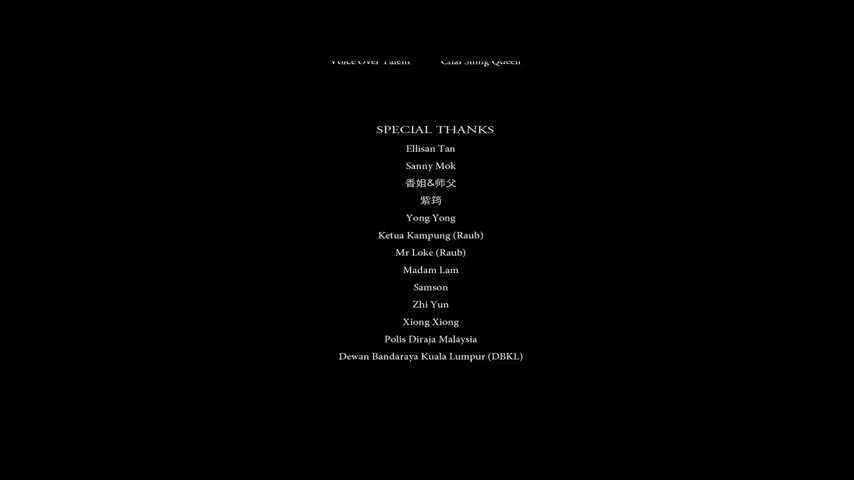 SPECIAL THANKS
Ellisan Tan
Sanny Mok
香姐&师父
紫筠
Yong Yong
Ketua Kampung (Raub)
Mr Loke (Raub)
Madam Lam
Samson
Zhi Yun
Xiong Xiong
Polis Diraja Malaysia
Dewan Bandaraya Kuala Lumpur (DBKL)